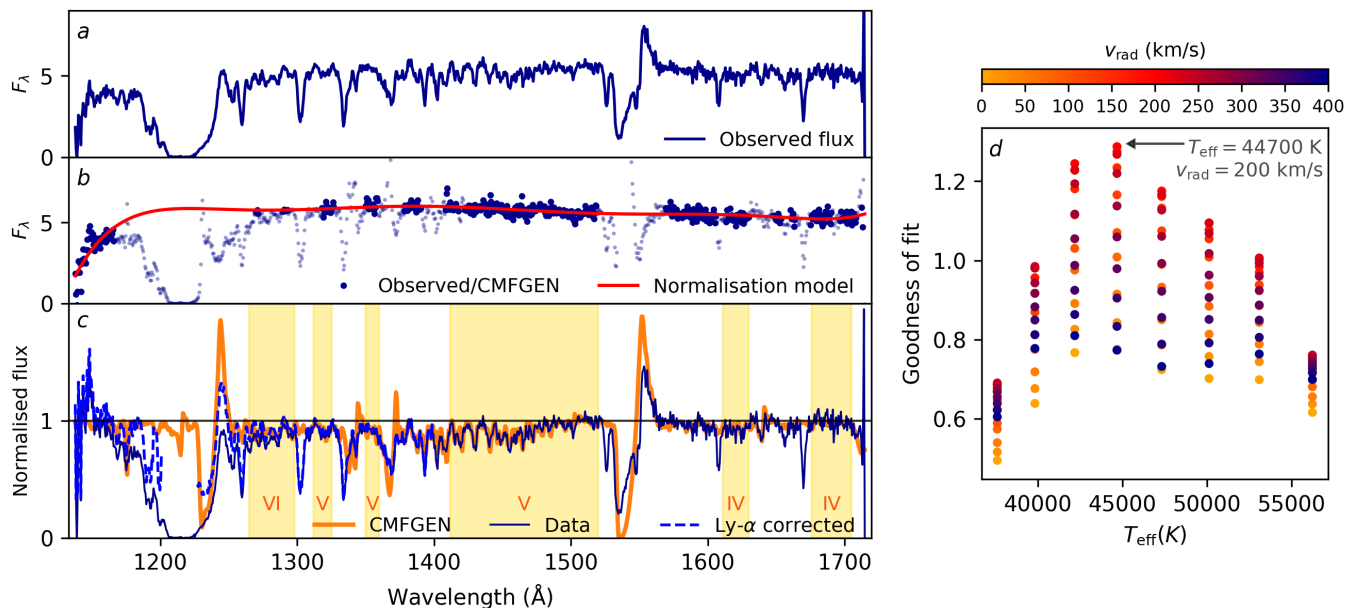 a
F_λ
5
0
Observed flux
b
F_λ
5
0
Observed/CMFGEN
Normalisation model
c
Normalised flux
1
0
VI
V
V
V
IV
IV
CMFGEN
Data
Ly-α corrected
1200
1300
1400
1500
1600
1700
Wavelength (Å)
v_rad (km/s)
0
50
100
150
200
250
300
350
400
d
T_eff = 44700 K
v_rad = 200 km/s
Goodness of fit
1.2
1.0
0.8
0.6
40000
45000
50000
55000
T_eff(K)